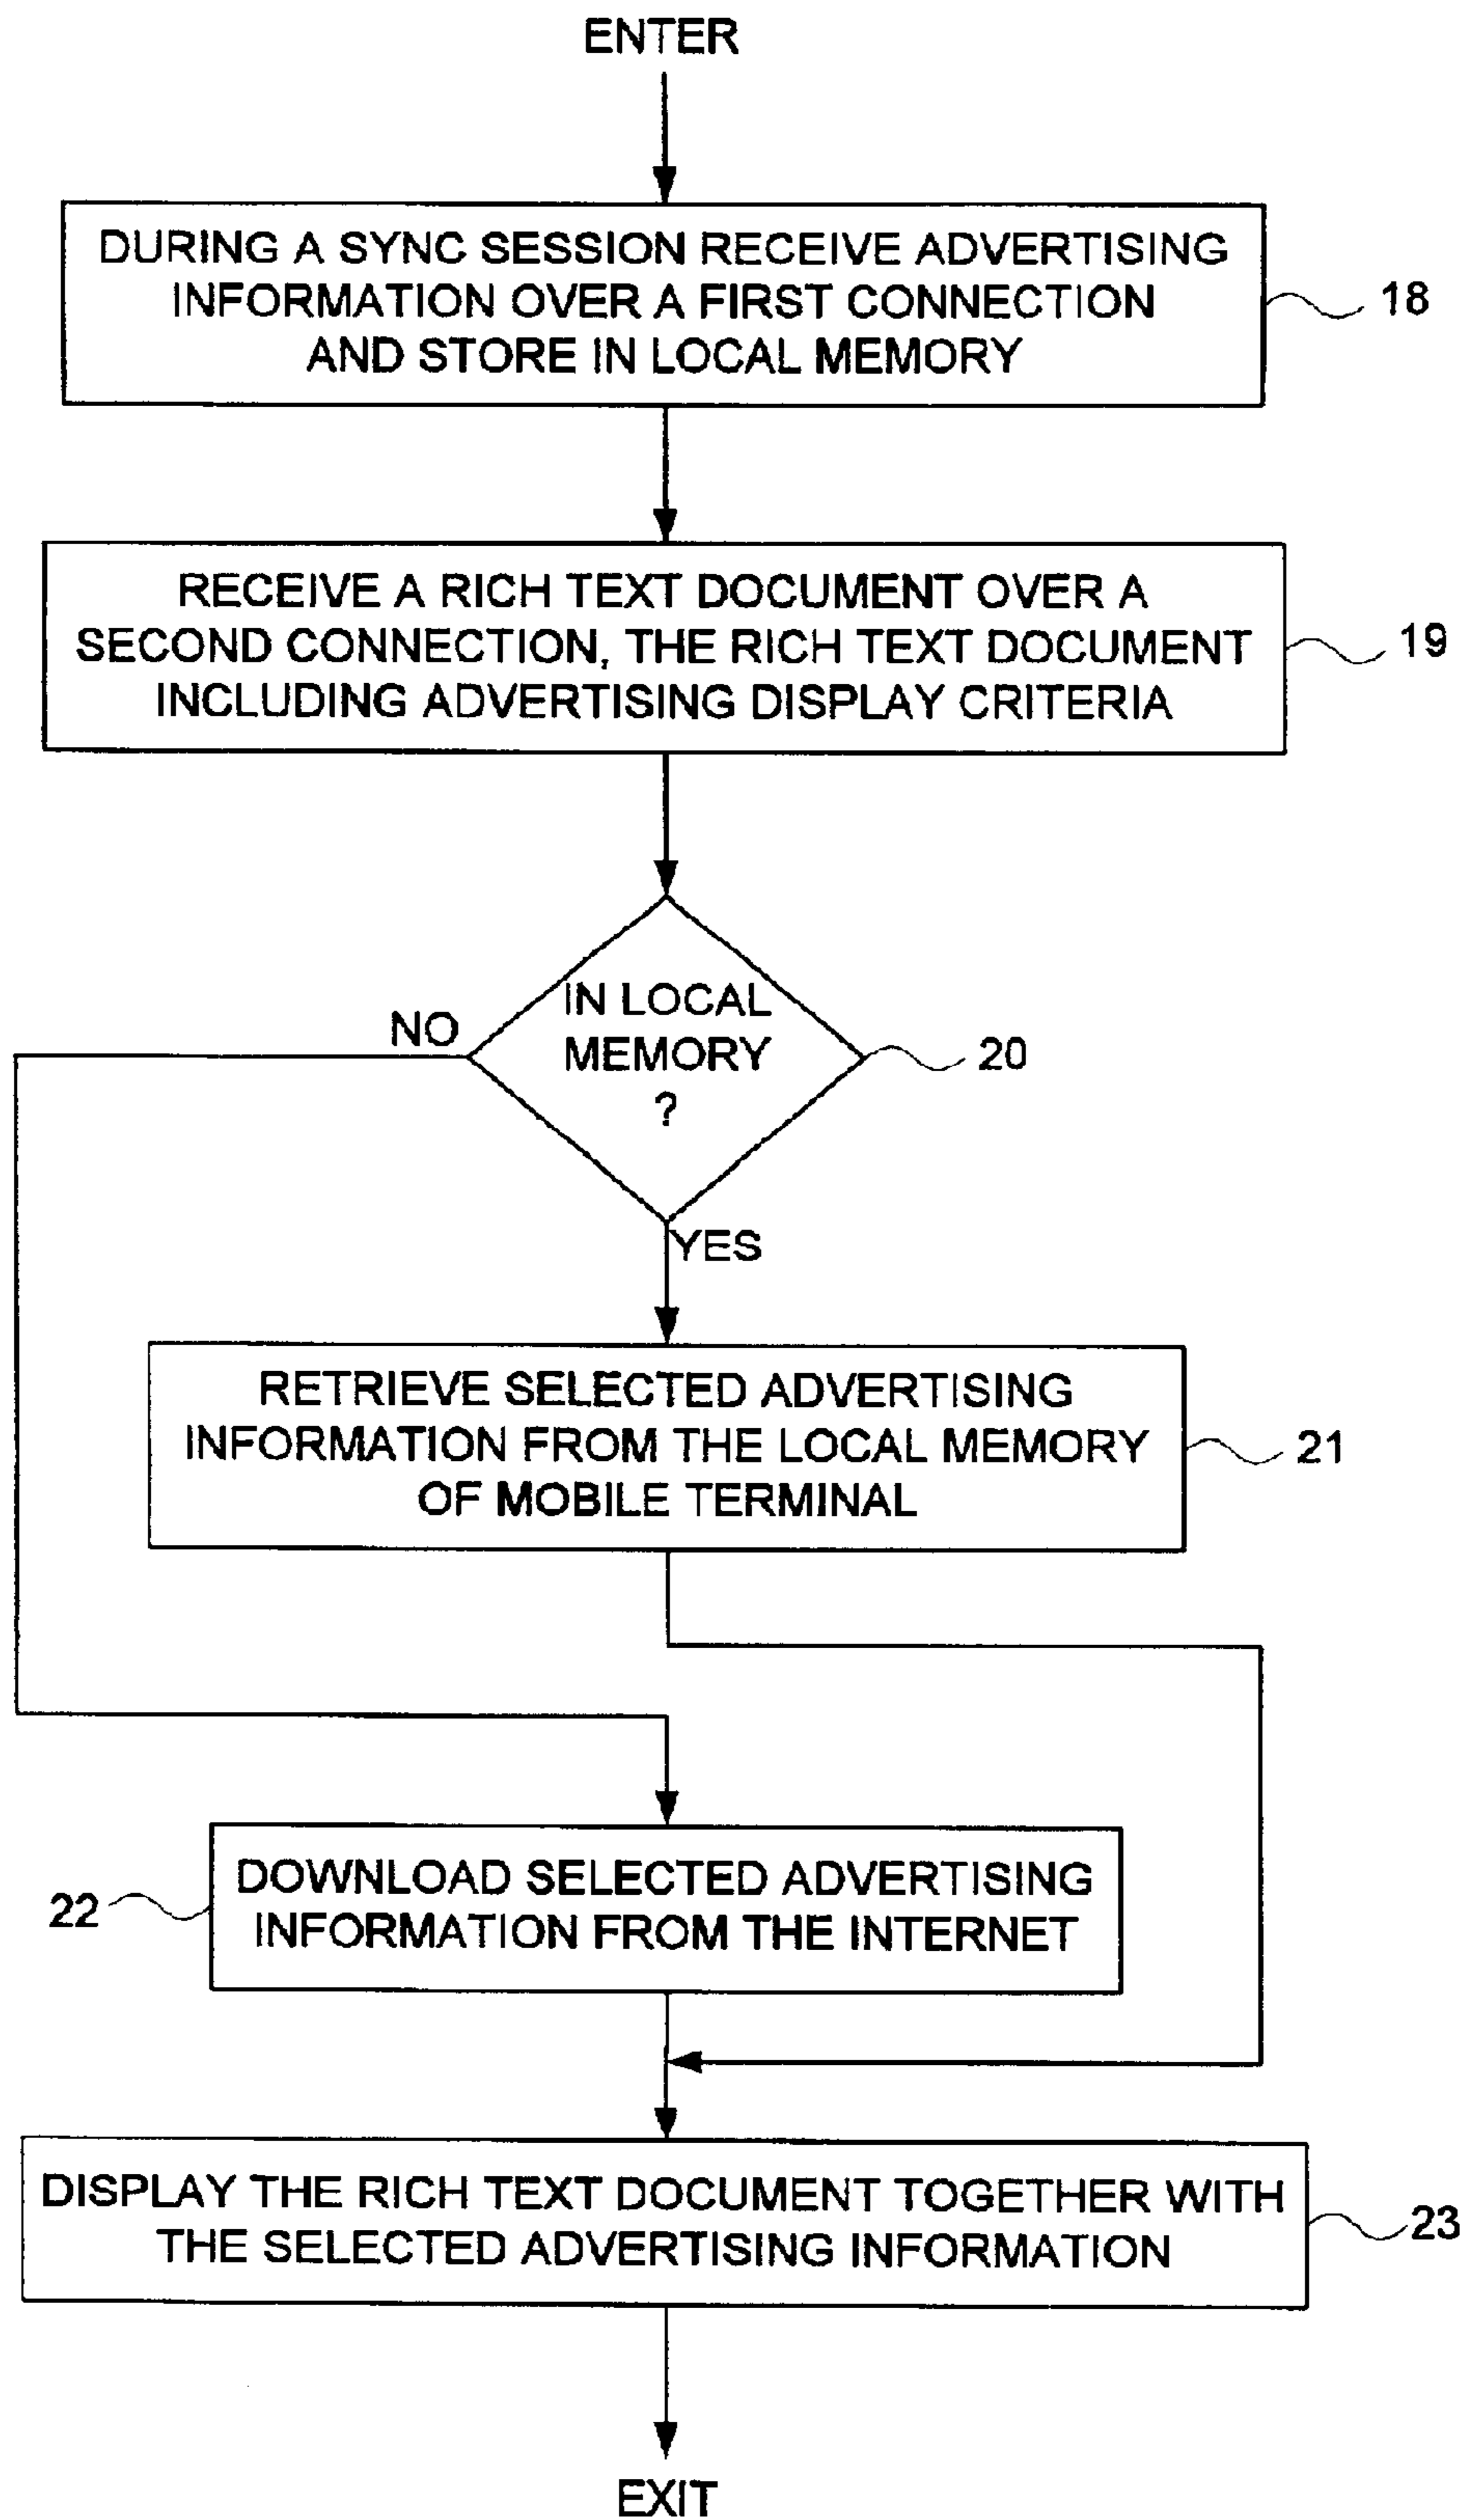 ENTER
DURING A SYNC SESSION RECEIVE ADVERTISING
INFORMATION OVER A FIRST CONNECTION
AND STORE IN LOCAL MEMORY
18
RECEIVE A RICH TEXT DOCUMENT OVER A
SECOND CONNECTION, THE RICH TEXT DOCUMENT
INCLUDING ADVERTISING DISPLAY CRITERIA
19
IN LOCAL
MEMORY
?
NO
20
YES
RETRIEVE SELECTED ADVERTISING
INFORMATION FROM THE LOCAL MEMORY
OF MOBILE TERMINAL
21
DOWNLOAD SELECTED ADVERTISING
INFORMATION FROM THE INTERNET
22
DISPLAY THE RICH TEXT DOCUMENT TOGETHER WITH
THE SELECTED ADVERTISING INFORMATION
23
EXIT